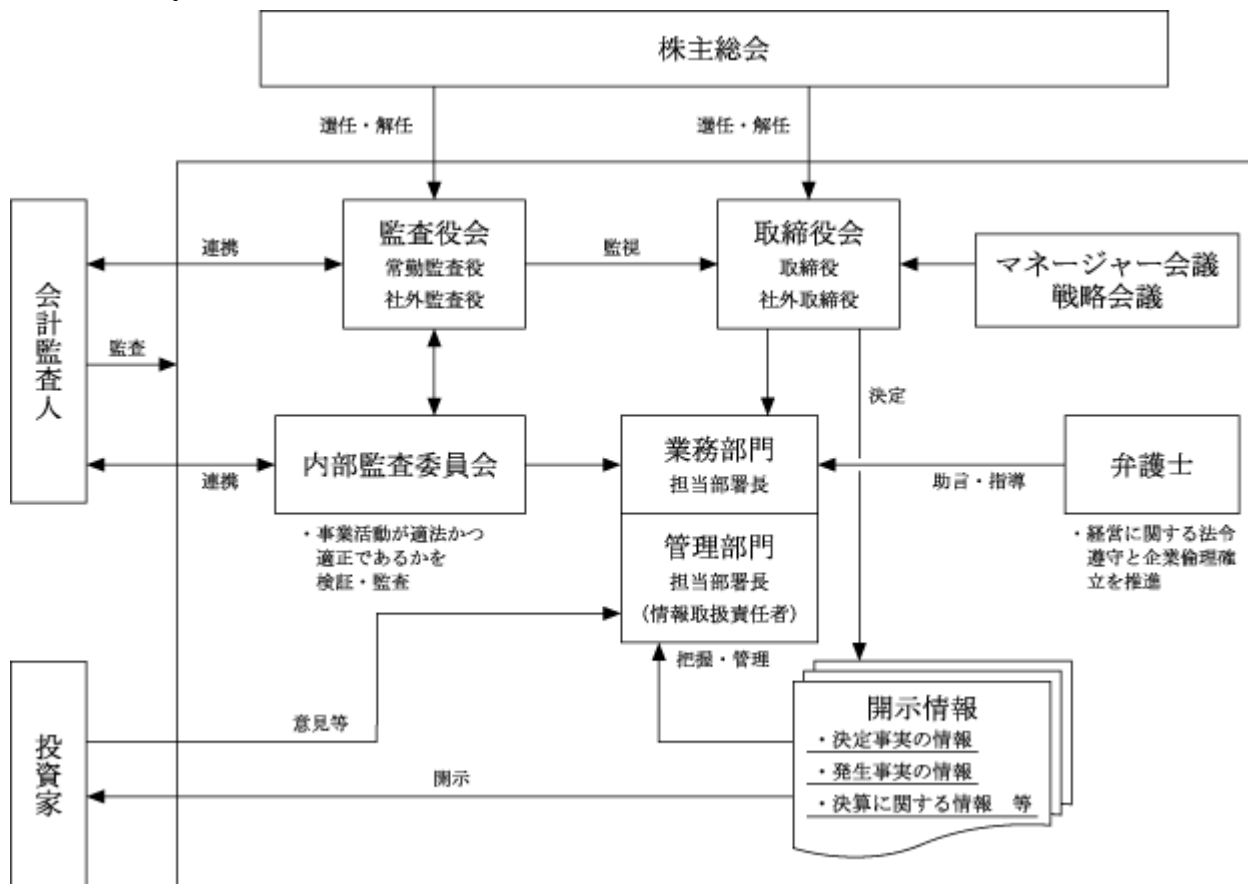 株主総会
選任・解任
選任・解任
監査役会
常勤監査役
社外監査役
取締役会
取締役
社外取締役
マネージャー会議
戦略会議
連携
監視
会計監査人
監査
決定
内部監査委員会
業務部門
担当部署長
弁護士
連携
助言・指導
・事業活動が適法かつ
適正であるかを
検証・監査
管理部門
担当部署長
（情報取扱責任者）
・経営に関する法令
遵守と企業倫理確
立を推進
把握・管理
投資家
意見等
開示
開示情報
・決定事実の情報
・発生事実の情報
・決算に関する情報　等